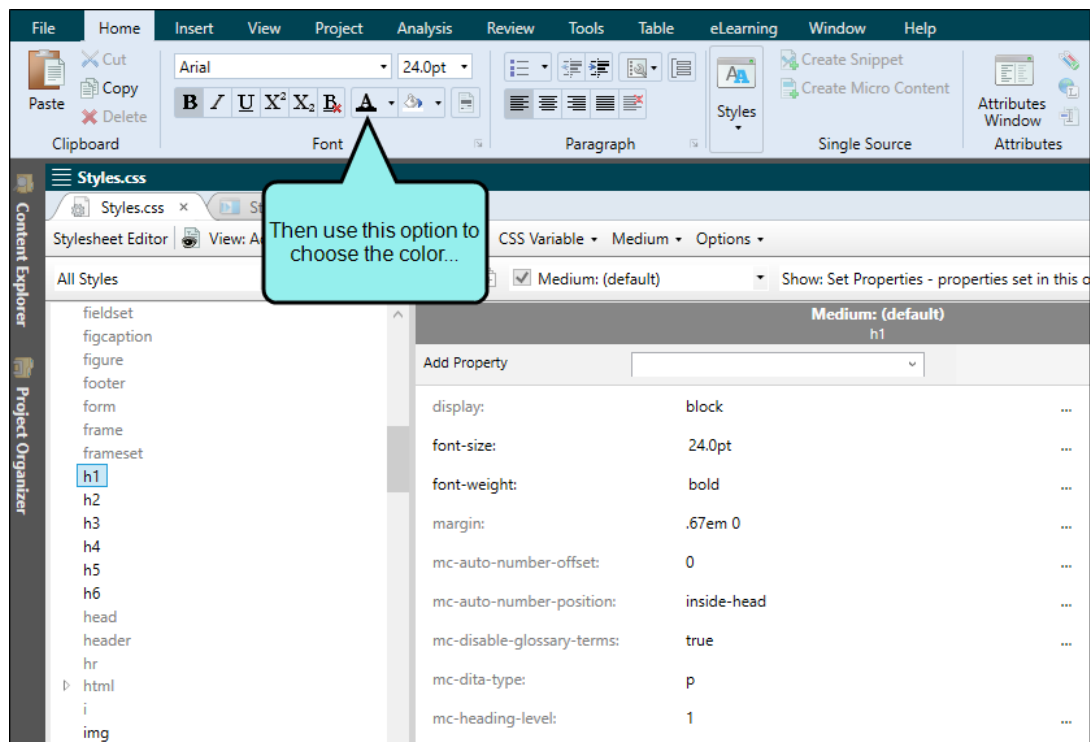 File Home Insert View Project Analysis Review Tools Table eLearning Window Help
Paste
Cut
Copy
Delete
Clipboard
Arial 24.0pt
B I U X² X₂ B A
Font
Paragraph
Styles
Create Snippet
Create Micro Content
Single Source
Attributes
Window
Attributes
Styles.css
Styles.css × St
Stylesheet Editor View: A CSS Variable Medium Options
Then use this option to
choose the color...
All Styles Medium: (default) Show: Set Properties - properties set in this
Content Explorer
Project Organizer
fieldset
figcaption
figure
footer
form
frame
frameset
h1
h2
h3
h4
h5
h6
head
header
hr
html
i
img
Medium: (default)
h1
Add Property
display: block ...
font-size: 24.0pt ...
font-weight: bold ...
margin: .67em 0 ...
mc-auto-number-offset: 0 ...
mc-auto-number-position: inside-head ...
mc-disable-glossary-terms: true ...
mc-dita-type: p
mc-heading-level: 1 ...